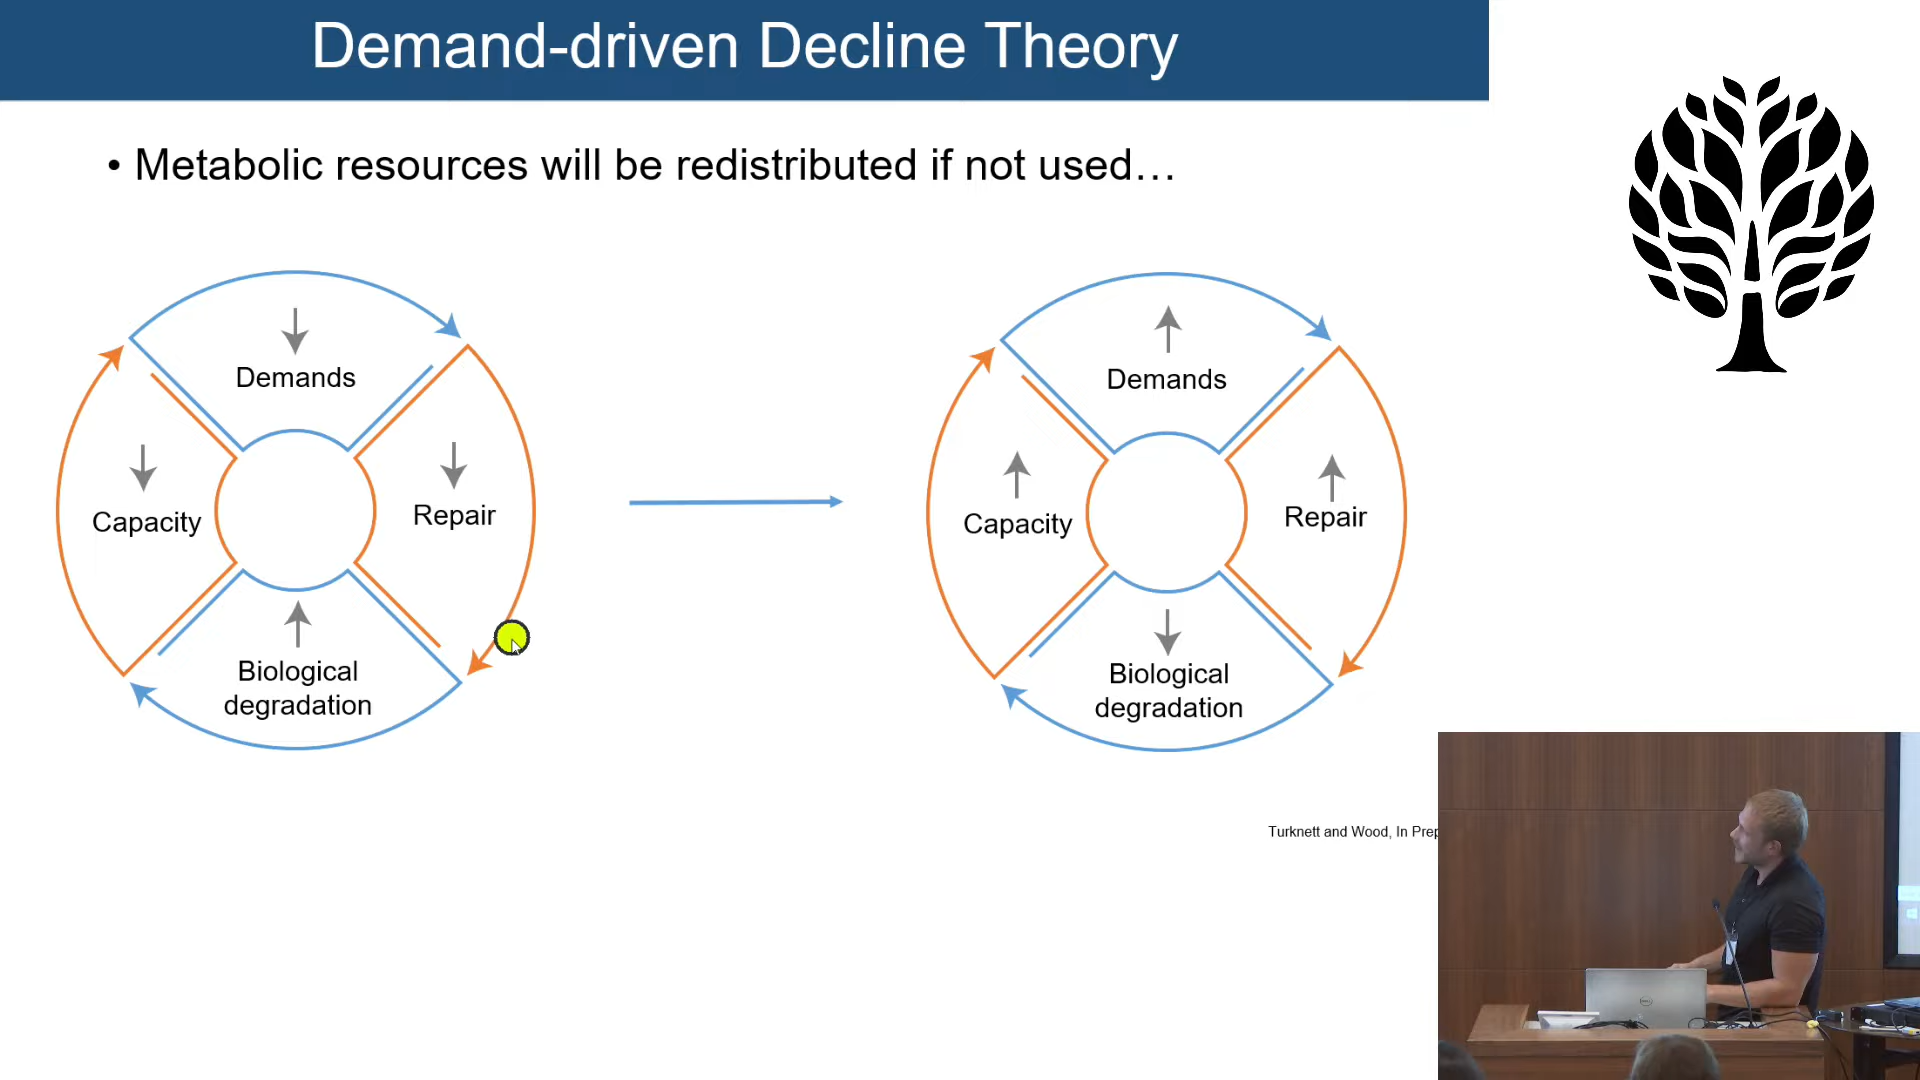 Demand-driven Decline Theory
• Metabolic resources will be redistributed if not used…
Demands
Capacity
Repair
Biological
degradation
Demands
Capacity
Repair
Biological
degradation
Turknett and Wood, In Prep